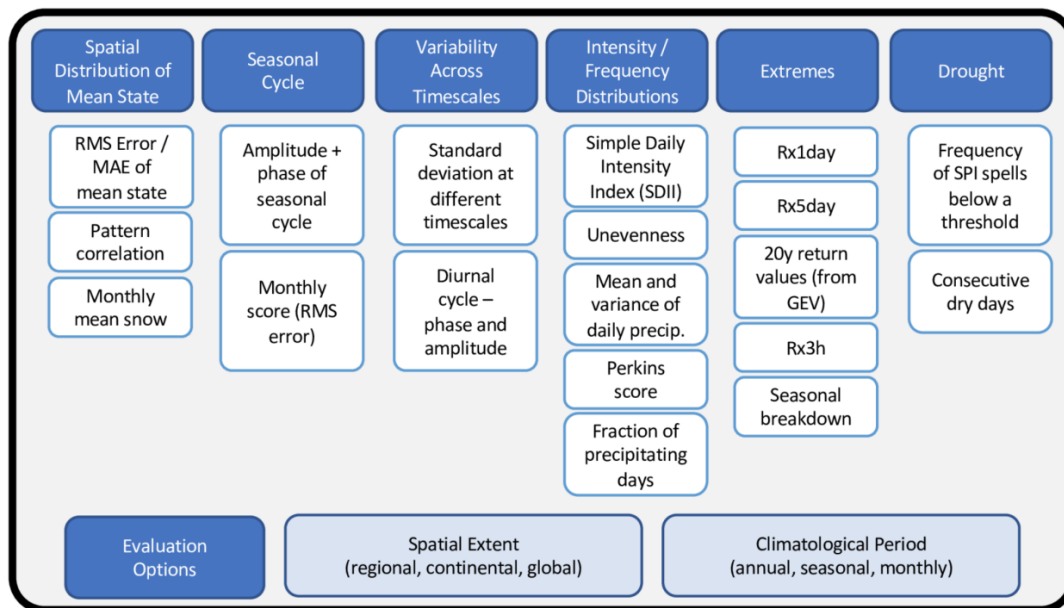 Spatial
Distribution of
Mean State
RMS Error /
MAE of
mean state
Pattern
correlation
Monthly
mean snow
Seasonal
Cycle
Amplitude +
phase of
seasonal
cycle
Monthly
score (RMS
error)
Variability
Across
Timescales
Standard
deviation at
different
timescales
Diurnal
cycle –
phase and
amplitude
Intensity /
Frequency
Distributions
Simple Daily
Intensity
Index (SDII)
Unevenness
Mean and
variance of
daily precip.
Perkins
score
Fraction of
precipitating
days
Extremes
Rx1day
Rx5day
20y return
values (from
GEV)
Rx3h
Seasonal
breakdown
Drought
Frequency
of SPI spells
below a
threshold
Consecutive
dry days
Evaluation
Options
Spatial Extent
(regional, continental, global)
Climatological Period
(annual, seasonal, monthly)